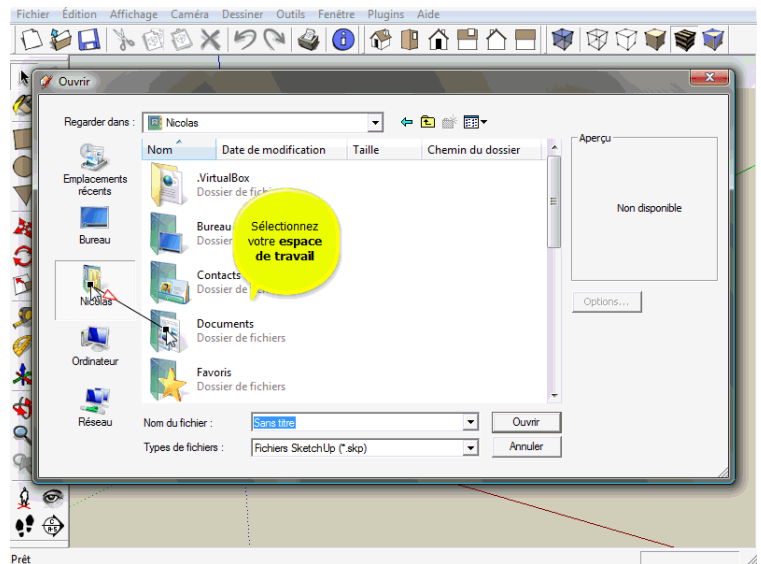 Fichier Édition Affichage Caméra Dessiner Outils Fenêtre Plugins Aide
Ouvrir
Regarder dans :
Nicolas
Nom Date de modification Taille Chemin du dossier
Emplacements
récents
Bureau
Nicolas
Ordinateur
Réseau
.VirtualBox
Dossier de fichi
Bureau
Dossier
Contacts
Dossier de
Documents
Dossier de fichiers
Favoris
Dossier de fichiers
Sélectionnez
votre espace
de travail
Aperçu
Non disponible
Options...
Nom du fichier :
Sans titre
Ouvrir
Types de fichiers :
Fichiers SketchUp (*.skp)
Annuler
Prêt